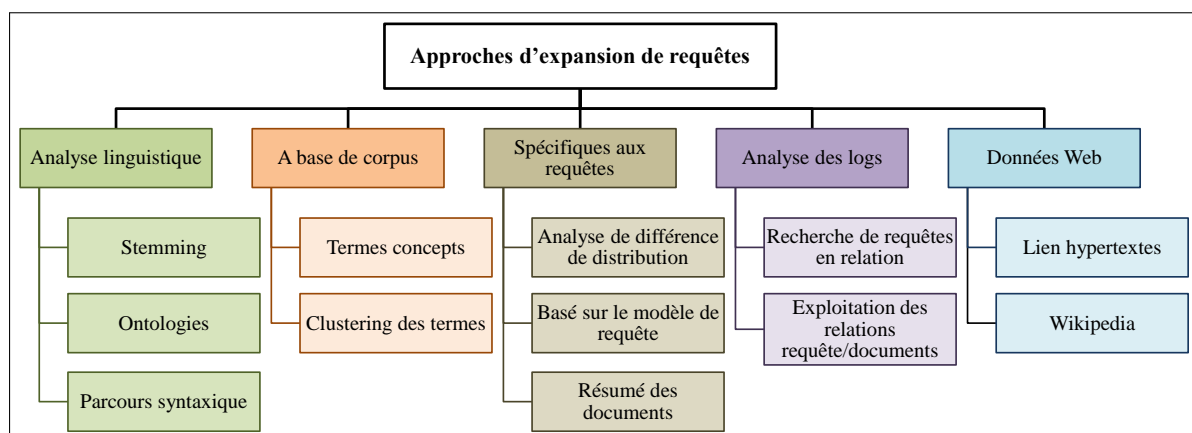 Approches d'expansion de requêtes
Analyse linguistique
Stemming
Ontologies
Parcours syntaxique
A base de corpus
Termes concepts
Clustering des termes
Spécifiques aux
requêtes
Analyse de différence
de distribution
Basé sur le modèle de
requête
Résumé des
documents
Analyse des logs
Recherche de requêtes
en relation
Exploitation des
relations
requête/documents
Données Web
Lien hypertextes
Wikipedia